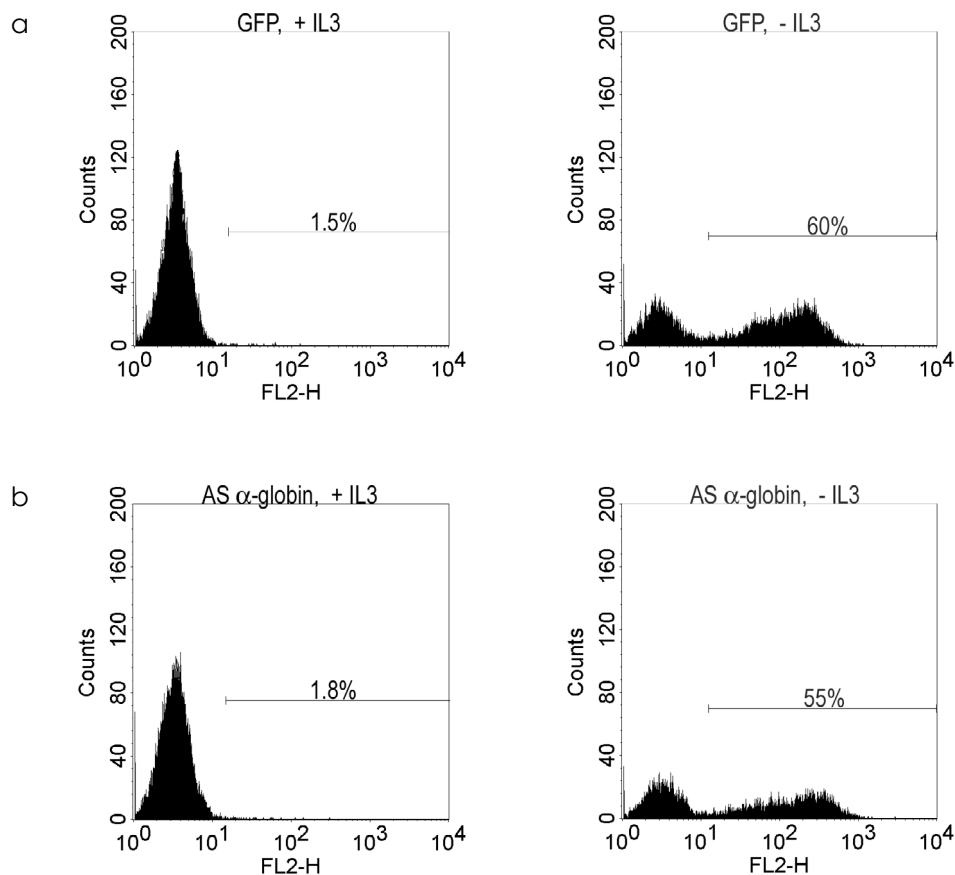 a
GFP, + IL3
200
160
120
80
40
0
Counts
1.5%
10^0 10^1 10^2 10^3 10^4
FL2-H
GFP, - IL3
200
160
120
80
40
0
Counts
60%
10^0 10^1 10^2 10^3 10^4
FL2-H
b
AS α-globin, + IL3
200
160
120
80
40
0
Counts
1.8%
10^0 10^1 10^2 10^3 10^4
FL2-H
AS α-globin, - IL3
200
160
120
80
40
0
Counts
55%
10^0 10^1 10^2 10^3 10^4
FL2-H